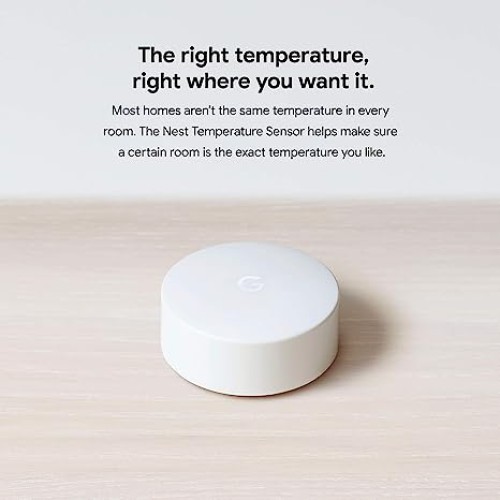 The right temperature,
right where you want it.
Most homes aren't the same temperature in every
room. The Nest Temperature Sensor helps make sure
a certain room is the exact temperature you like.
G